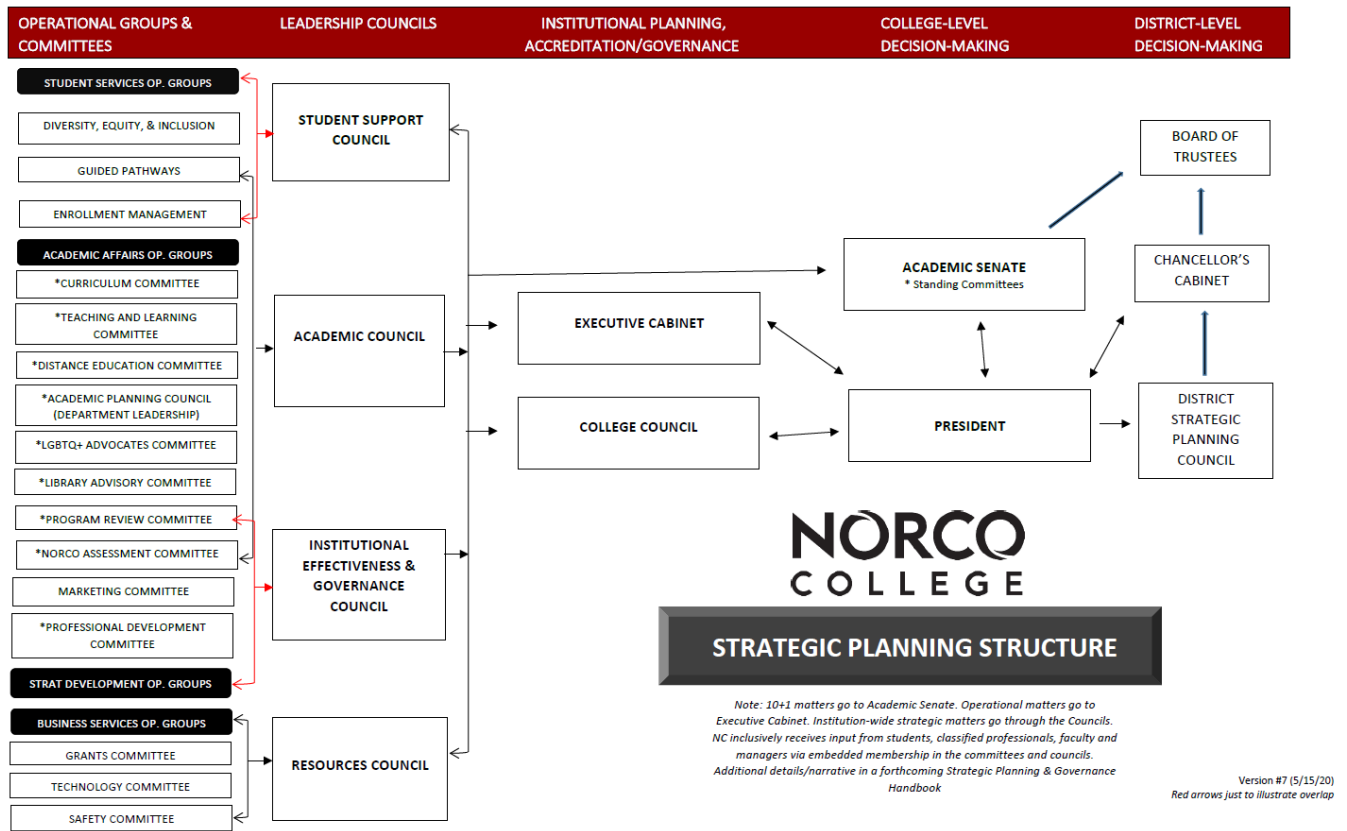 OPERATIONAL GROUPS &
COMMITTEES
LEADERSHIP COUNCILS
INSTITUTIONAL PLANNING,
ACCREDITATION/GOVERNANCE
COLLEGE-LEVEL
DECISION-MAKING
DISTRICT-LEVEL
DECISION-MAKING
STUDENT SERVICES OP. GROUPS
DIVERSITY, EQUITY, & INCLUSION
GUIDED PATHWAYS
ENROLLMENT MANAGEMENT
ACADEMIC AFFAIRS OP. GROUPS
*CURRICULUM COMMITTEE
*TEACHING AND LEARNING
COMMITTEE
*DISTANCE EDUCATION COMMITTEE
*ACADEMIC PLANNING COUNCIL
(DEPARTMENT LEADERSHIP)
*LGBTQ+ ADVOCATES COMMITTEE
*LIBRARY ADVISORY COMMITTEE
*PROGRAM REVIEW COMMITTEE
*NORCO ASSESSMENT COMMITTEE
MARKETING COMMITTEE
*PROFESSIONAL DEVELOPMENT
COMMITTEE
STRAT DEVELOPMENT OP. GROUPS
BUSINESS SERVICES OP. GROUPS
GRANTS COMMITTEE
TECHNOLOGY COMMITTEE
SAFETY COMMITTEE
STUDENT SUPPORT
COUNCIL
ACADEMIC COUNCIL
INSTITUTIONAL
EFFECTIVENESS &
GOVERNANCE
COUNCIL
RESOURCES COUNCIL
EXECUTIVE CABINET
COLLEGE COUNCIL
ACADEMIC SENATE
* Standing Committees
PRESIDENT
BOARD OF
TRUSTEES
CHANCELLOR'S
CABINET
DISTRICT
STRATEGIC
PLANNING
COUNCIL
NORCO
COLLEGE
STRATEGIC PLANNING STRUCTURE
Note: 10+1 matters go to Academic Senate. Operational matters go to
Executive Cabinet. Institution-wide strategic matters go through the Councils.
NC inclusively receives input from students, classified professionals, faculty and
managers via embedded membership in the committees and councils.
Additional details/narrative in a forthcoming Strategic Planning & Governance
Handbook
Version #7 (5/15/20)
Red arrows just to illustrate overlap